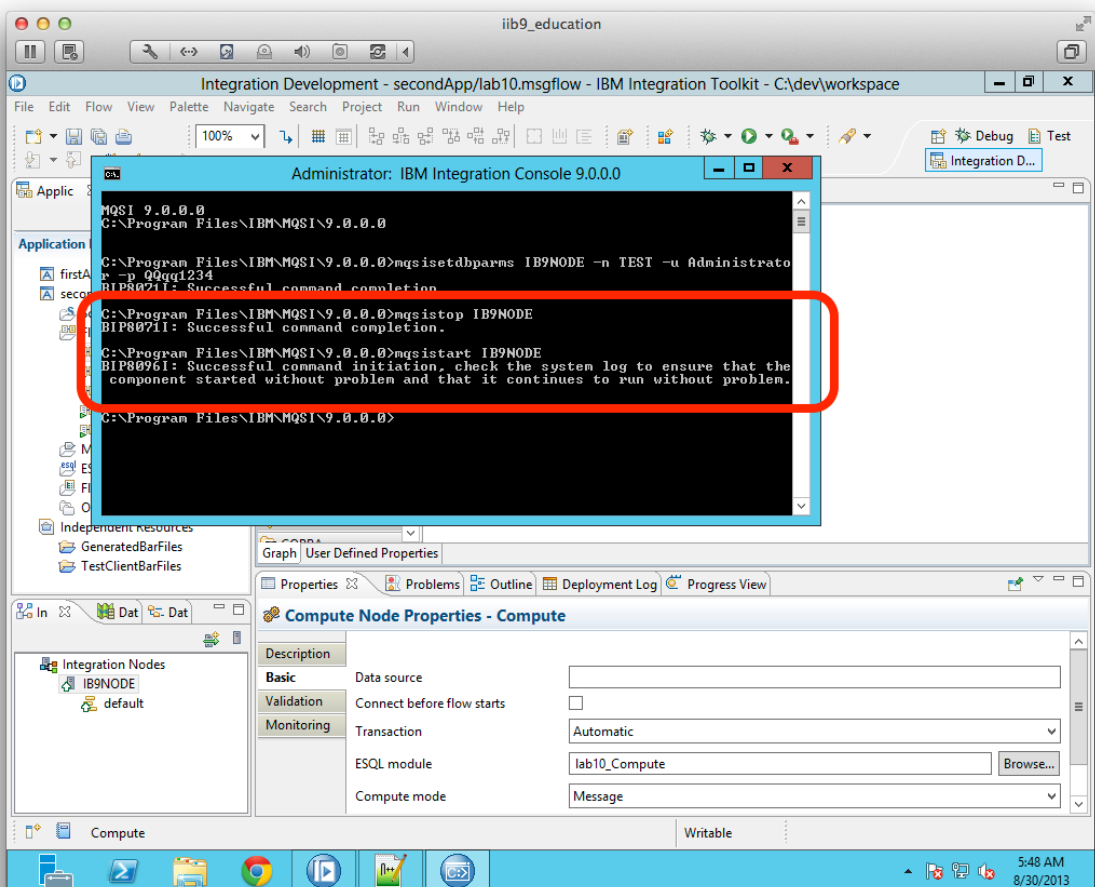 iib9_education
Integration Development - secondApp/lab10.msgflow - IBM Integration Toolkit - C:\dev\workspace
File Edit Flow View Palette Navigate Search Project Run Window Help
100%
Debug
Test
Integration D...
Applic
Administrator: IBM Integration Console 9.0.0.0
MQSI 9.0.0.0
C:\Program Files\IBM\MQSI\9.0.0.0
C:\Program Files\IBM\MQSI\9.0.0.0>mqsisetdbparms IB9NODE -n TEST -u Administrato
r -p QQqq1234
BIP8071I: Successful command completion.
C:\Program Files\IBM\MQSI\9.0.0.0>mqsistop IB9NODE
BIP8071I: Successful command completion.
C:\Program Files\IBM\MQSI\9.0.0.0>mqsistart IB9NODE
BIP8096I: Successful command initiation, check the system log to ensure that the
component started without problem and that it continues to run without problem.
C:\Program Files\IBM\MQSI\9.0.0.0>
Application
firstA
secon
Independent Resources
GeneratedBarFiles
TestClientBarFiles
Graph User Defined Properties
Properties Problems Outline Deployment Log Progress View
In Dat Dat
Compute Node Properties - Compute
Integration Nodes
IB9NODE
default
Description
Basic
Validation
Monitoring
Data source
Connect before flow starts
Transaction
Automatic
ESQL module
lab10_Compute
Browse...
Compute mode
Message
Compute
Writable
5:48 AM
8/30/2013